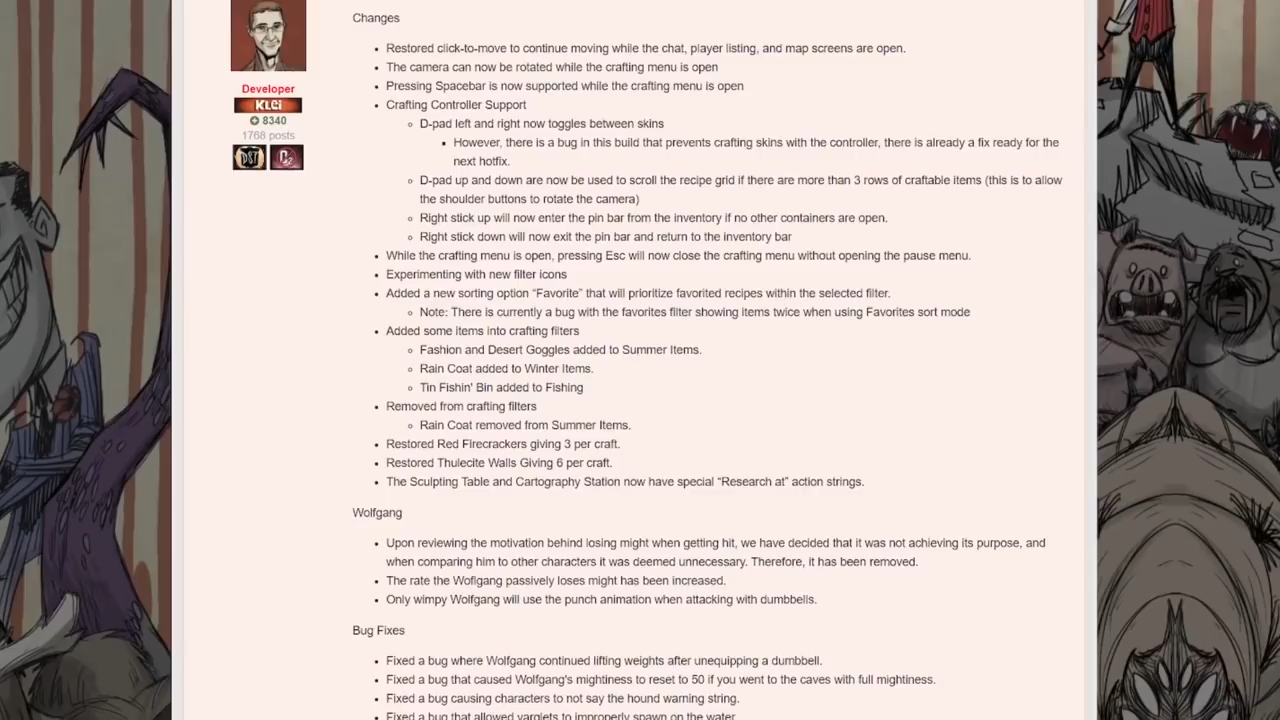 Changes
Restored click-to-move to continue moving while the chat, player listing, and map screens are open.
The camera can now be rotated while the crafting menu is open
Developer
Pressing Spacebar is now supported while the crafting menu is open
KLei
Crafting Controller Support
8340
D-pad left and right now toggles between skins
1768 posts
However, there is a bug in this build that prevents crafting skins with the controller, there is already a fix ready for the
DST
next hotfix.
D-pad up and down are now be used to scroll the recipe grid if there are more than 3 rows of craftable items (this is to allow
the shoulder buttons to rotate the camera)
Right stick up will now enter the pin bar from the inventory if no other containers are open.
Right stick down will now exit the pin bar and return to the inventory bar
While the crafting menu is open, pressing Esc will now close the crafting menu without opening the pause menu.
Experimenting with new filter icons
Added a new sorting option “Favorite” that will prioritize favorited recipes within the selected filter.
Note: There is currently a bug with the favorites filter showing items twice when using Favorites sort mode
Added some items into crafting filters
Fashion and Desert Goggles added to Summer Items.
Rain Coat added to Winter Items.
Tin Fishin' Bin added to Fishing
Removed from crafting filters
Rain Coat removed from Summer Items.
Restored Red Firecrackers giving 3 per craft.
Restored Thulecite Walls Giving 6 per craft.
The Sculpting Table and Cartography Station now have special “Research at” action strings.
Wolfgang
Upon reviewing the motivation behind losing might when getting hit, we have decided that it was not achieving its purpose, and
when comparing him to other characters it was deemed unnecessary. Therefore, it has been removed.
The rate the Woflgang passively loses might has been increased.
Only wimpy Wolfgang will use the punch animation when attacking with dumbbells.
Bug Fixes
Fixed a bug where Wolfgang continued lifting weights after unequipping a dumbbell.
Fixed a bug that caused Wolfgang's mightiness to reset to 50 if you went to the caves with full mightiness.
Fixed a bug causing characters to not say the hound warning string.
Fixed a bug that allowed varglets to improperly spawn on the water.